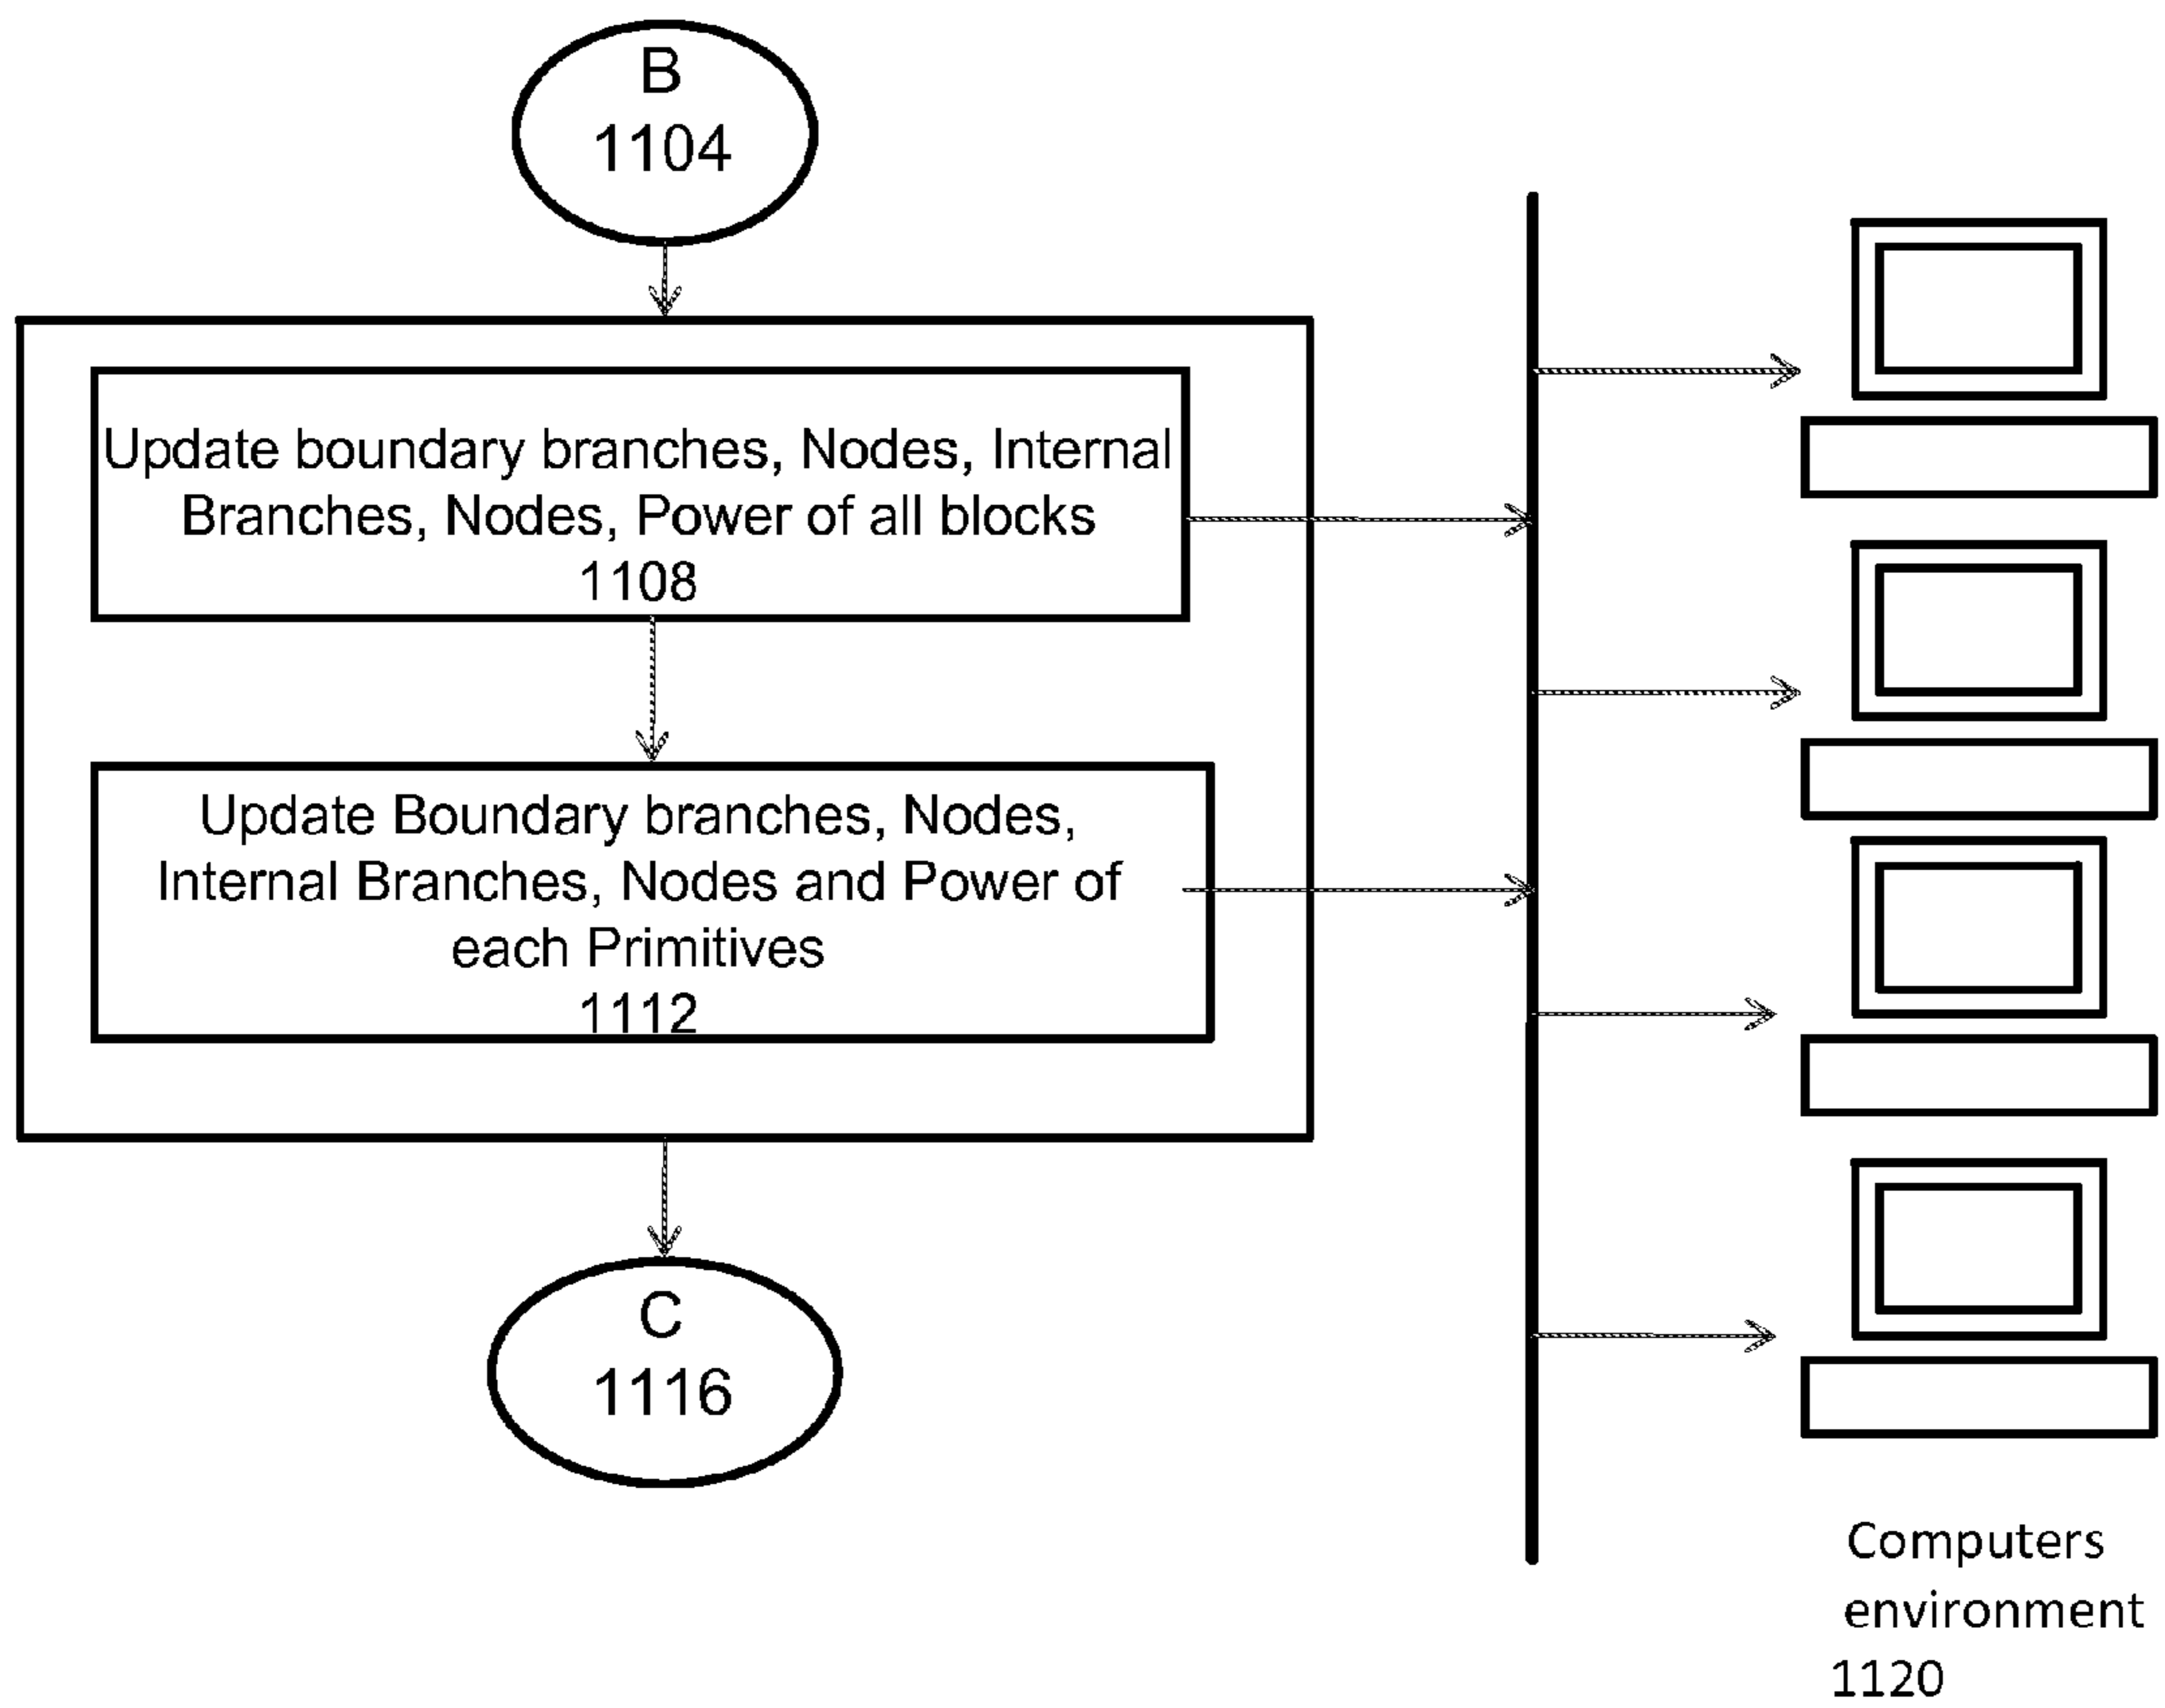 B
1104
Update boundary branches, Nodes, Internal
Branches, Nodes, Power of all blocks
1108
Update Boundary branches, Nodes,
Internal Branches, Nodes and Power of
each Primitives
1112
C
1116
Computers
environment
1120